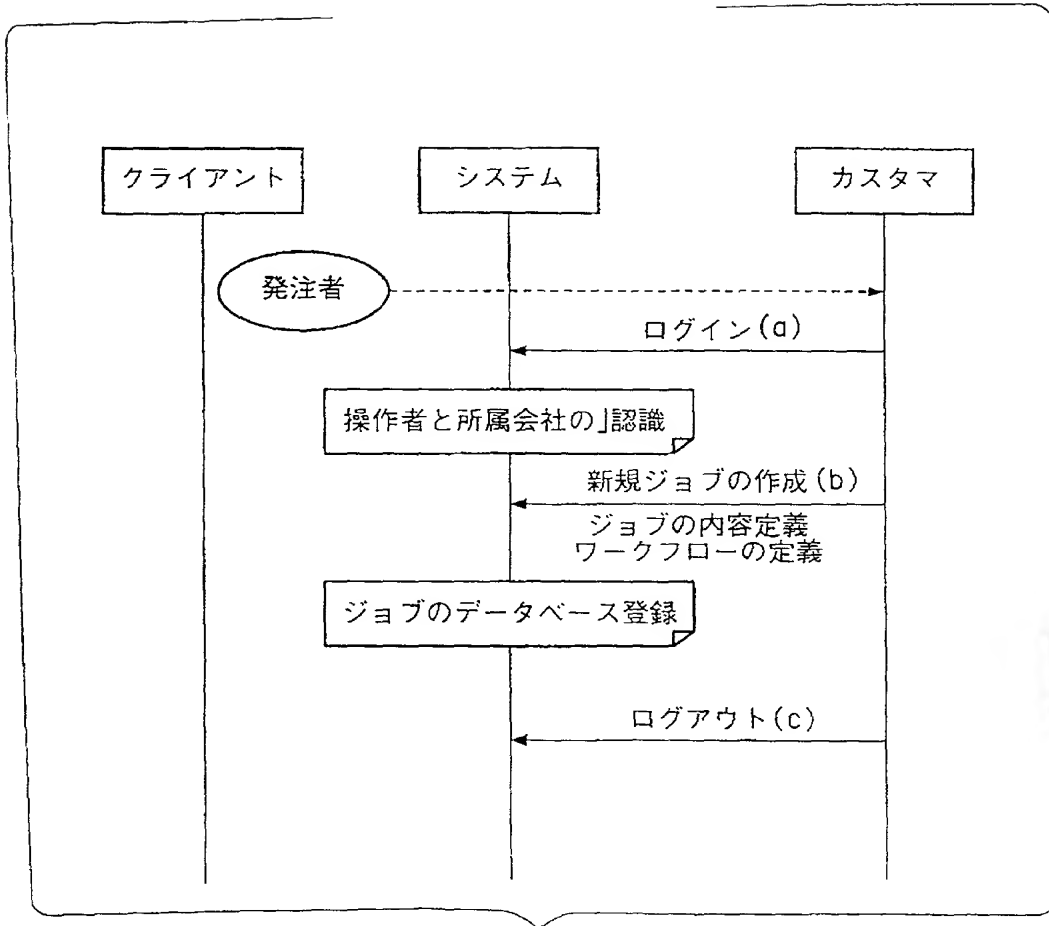 クライアント
システム
カスタマ
発注者
ログイン(a)
操作者と所属会社の」認識
新規ジョブの作成(b)
ジョブの内容定義
ワークフローの定義
ジョブのデータベース登録
ログアウト(c)